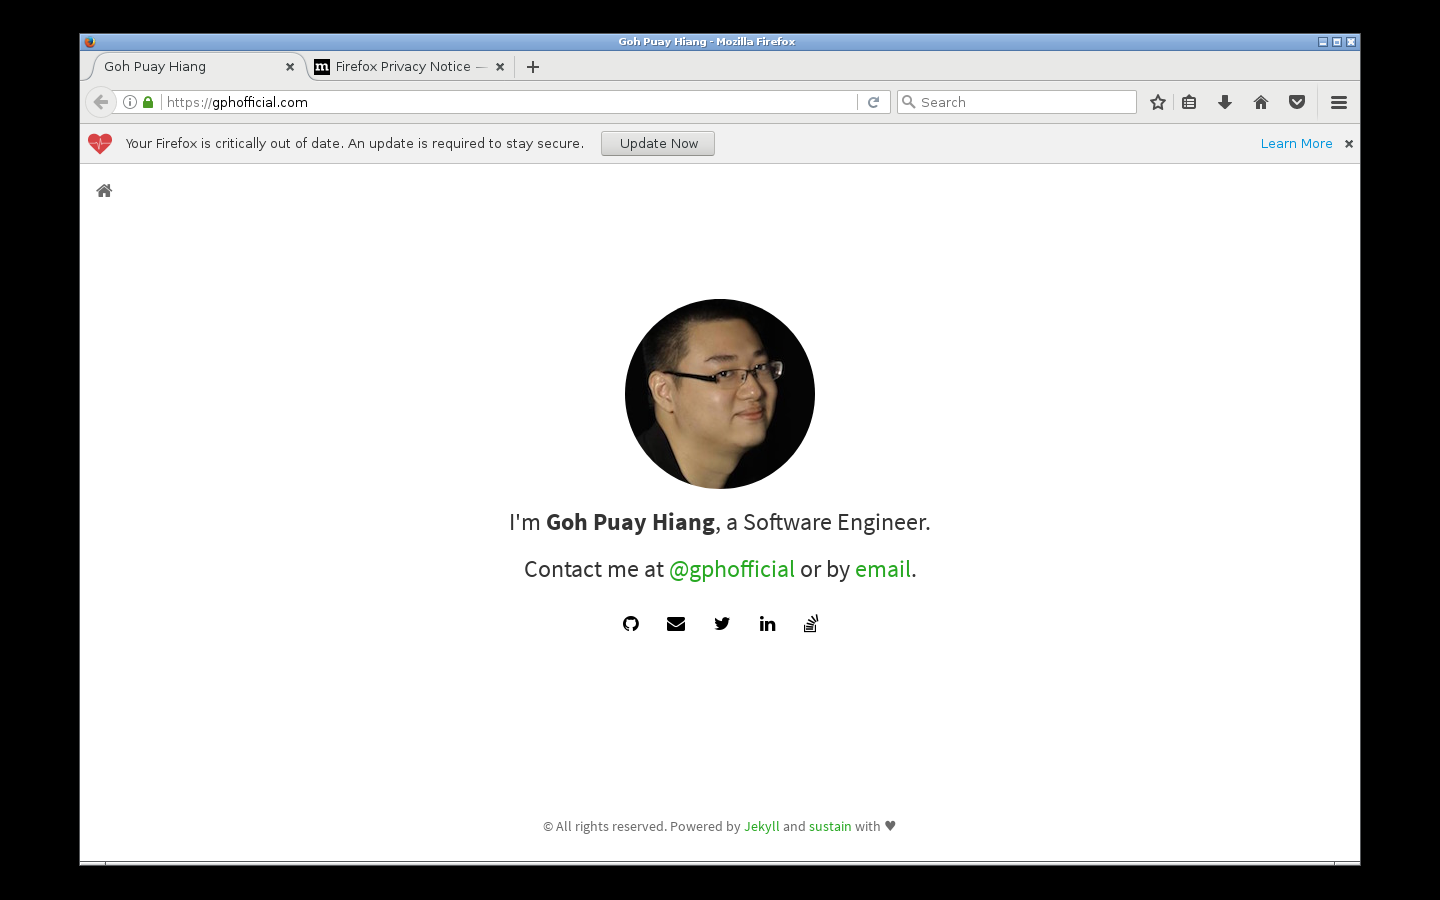 Goh Puay Hiang - Mozilla Firefox
Goh Puay Hiang
m Firefox Privacy Notice —
https://gphofficial.com
Search
Your Firefox is critically out of date. An update is required to stay secure.
Update Now
Learn More
I'm Goh Puay Hiang, a Software Engineer.
Contact me at @gphofficial or by email.
in
© All rights reserved. Powered by Jekyll and sustain with ♥